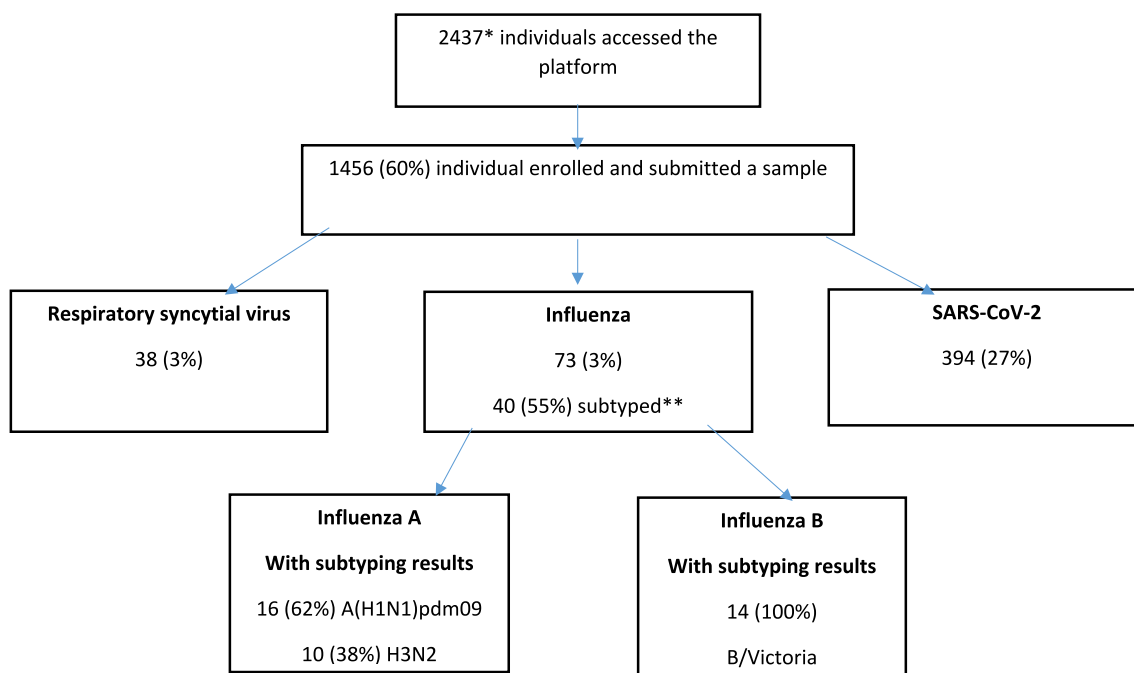 2437* individuals accessed the
platform
1456 (60%) individual enrolled and submitted a sample
Respiratory syncytial virus
38 (3%)
Influenza
73 (3%)
40 (55%) subtyped**
SARS-CoV-2
394 (27%)
Influenza A
With subtyping results
16 (62%) A(H1N1)pdm09
10 (38%) H3N2
Influenza B
With subtyping results
14 (100%)
B/Victoria